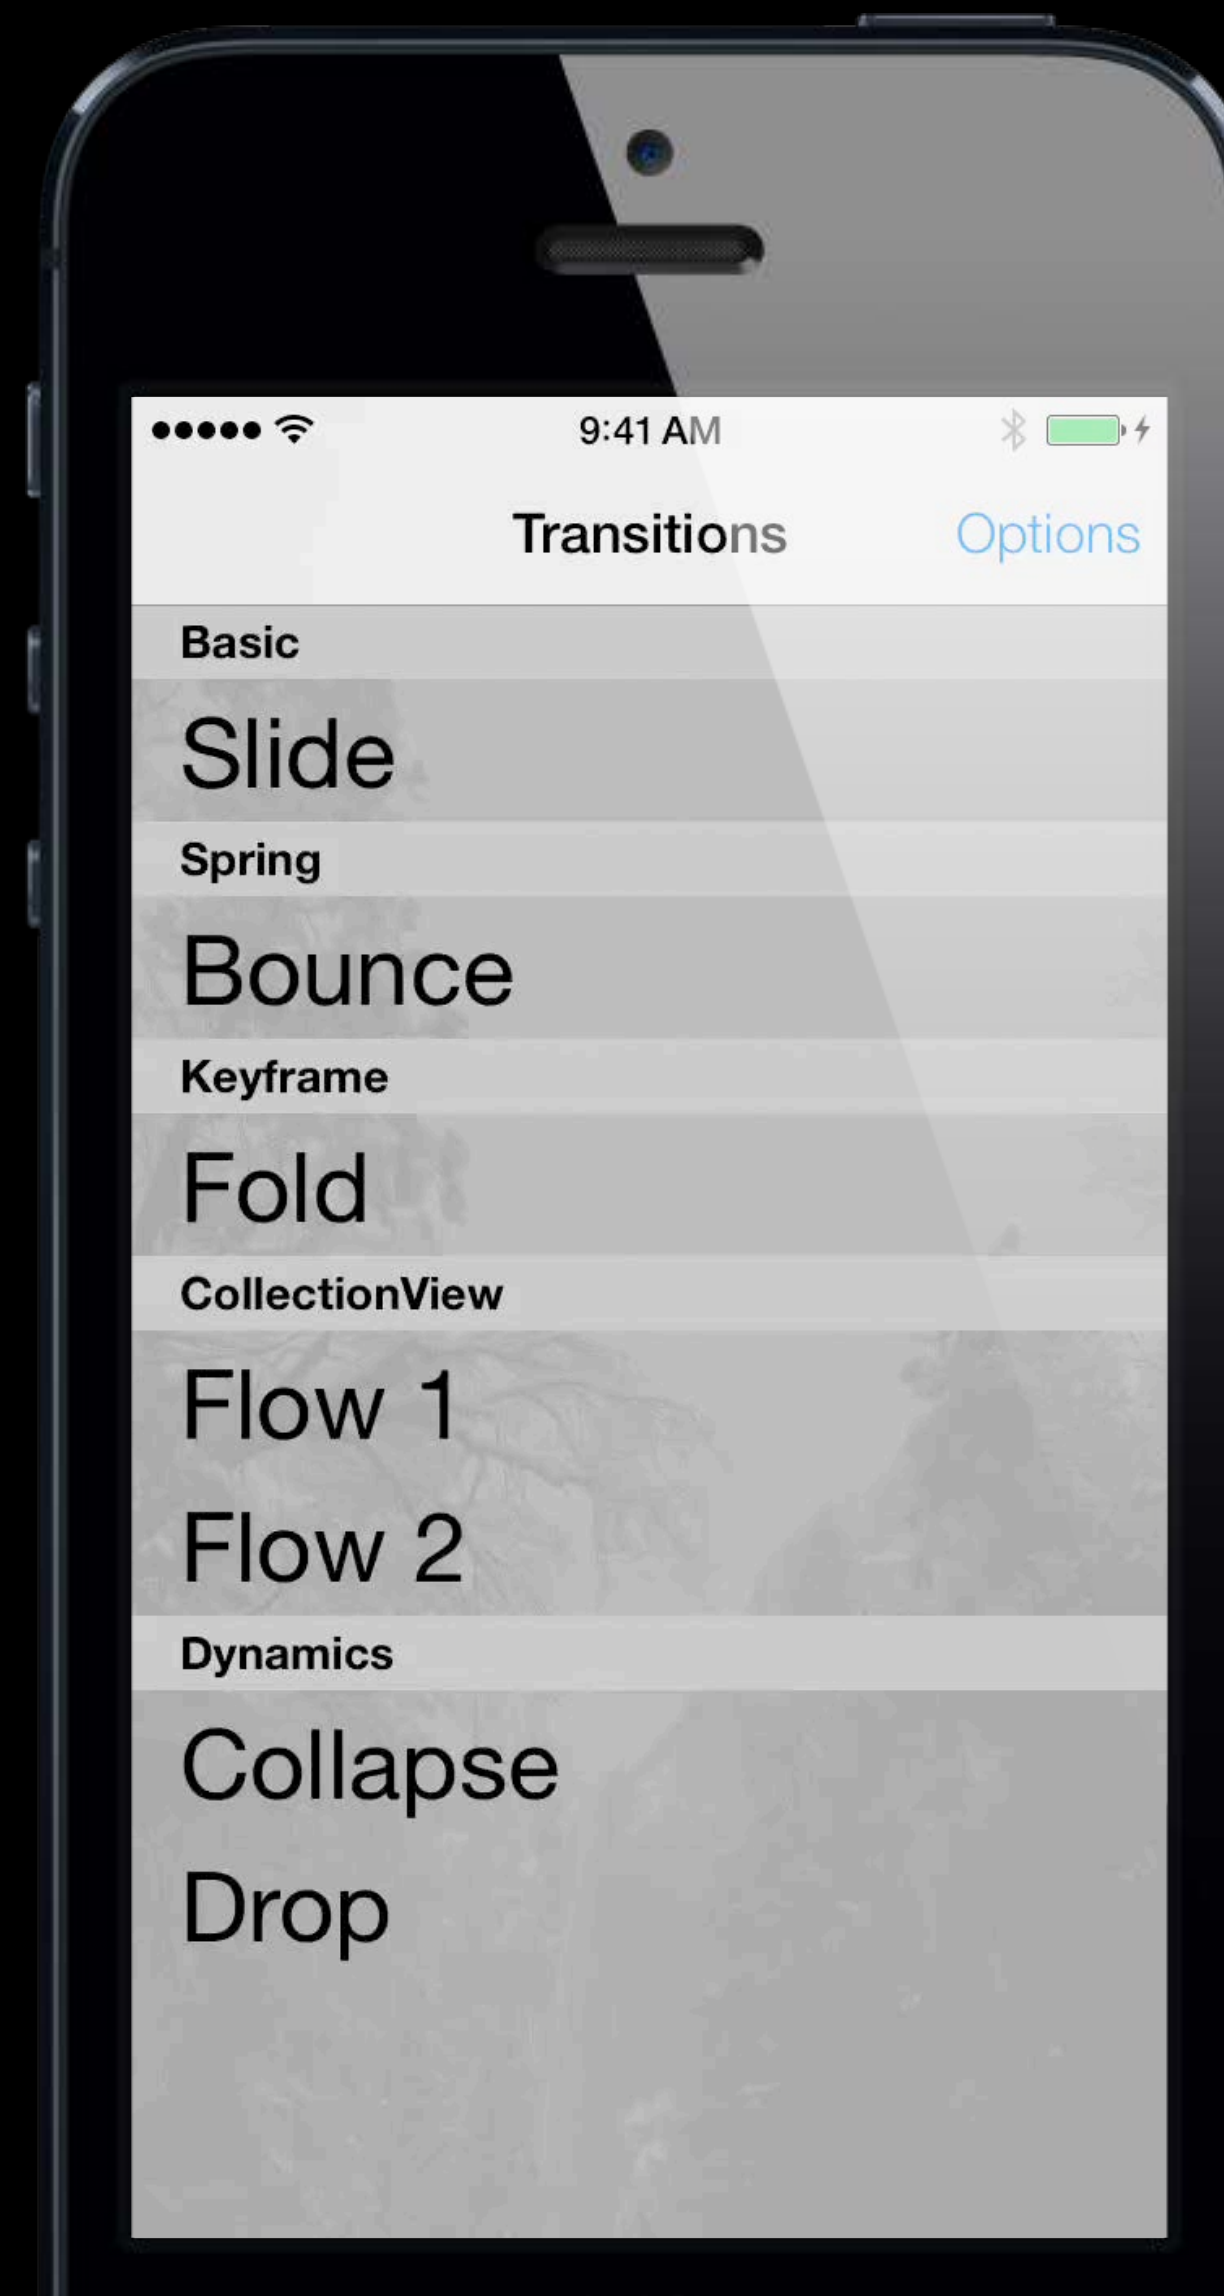 9:41 AM
Transitions
Options
Basic
Slide
Spring
Bounce
Keyframe
Fold
CollectionView
Flow 1
Flow 2
Dynamics
Collapse
Drop